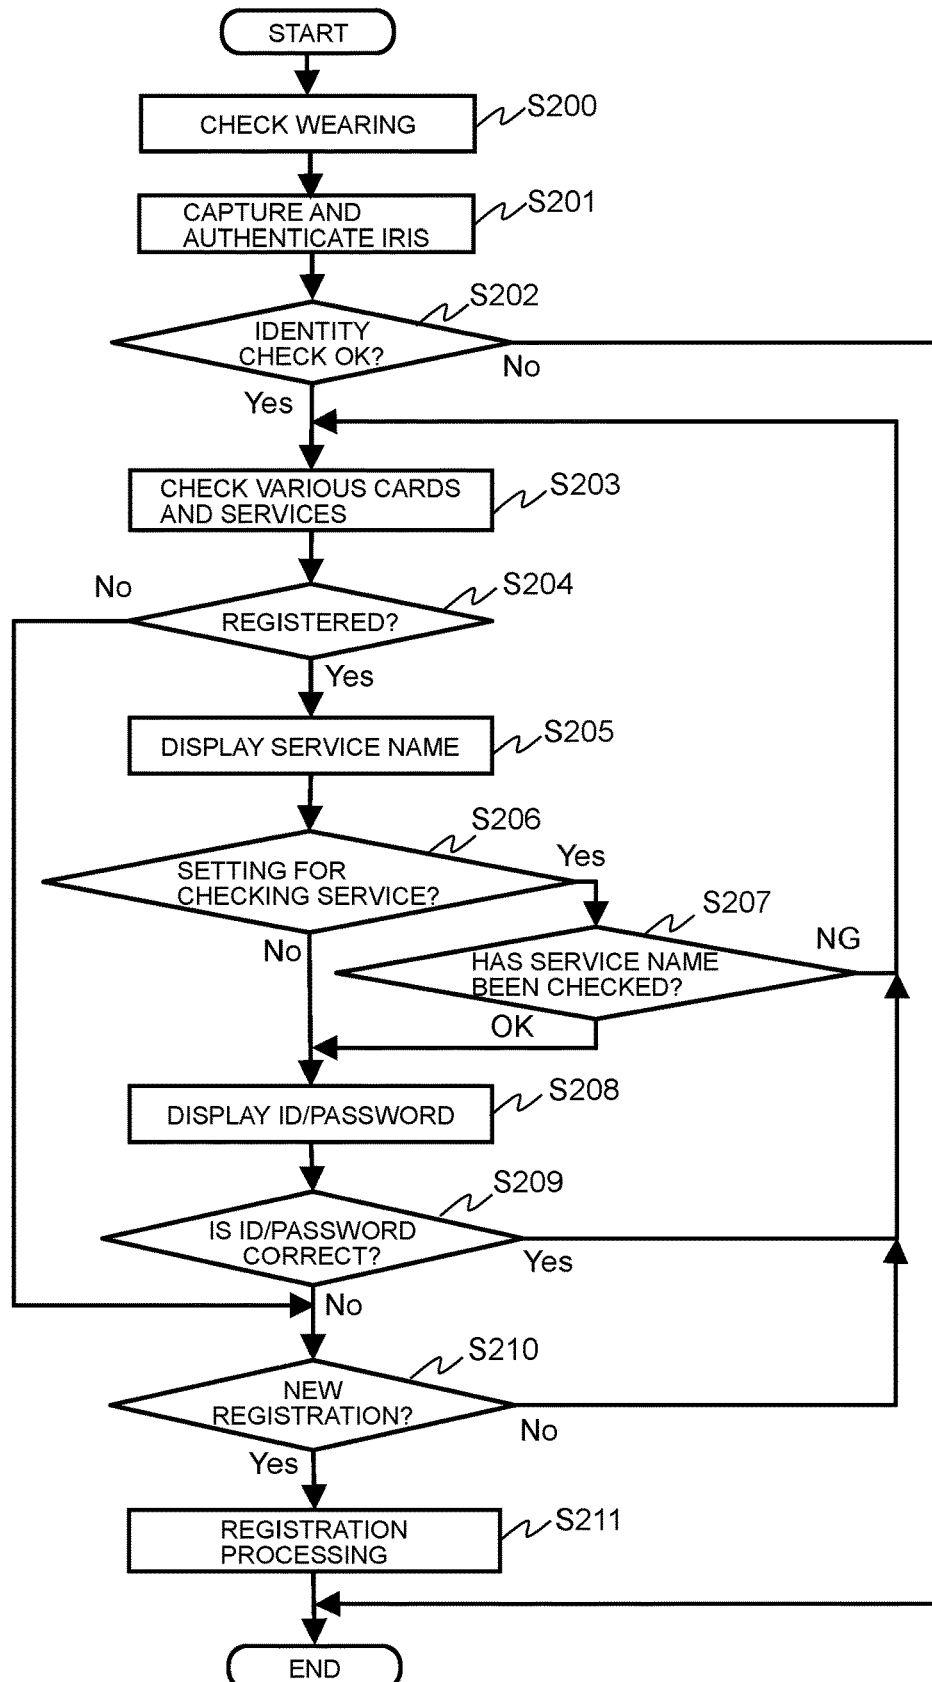 START
CHECK WEARING
S200
CAPTURE AND
AUTHENTICATE IRIS
S201
IDENTITY
CHECK OK?
S202
No
Yes
CHECK VARIOUS CARDS
AND SERVICES
S203
No
REGISTERED?
S204
Yes
DISPLAY SERVICE NAME
S205
SETTING FOR
CHECKING SERVICE?
S206
Yes
No
HAS SERVICE NAME
BEEN CHECKED?
S207
NG
OK
DISPLAY ID/PASSWORD
S208
IS ID/PASSWORD
CORRECT?
S209
Yes
No
NEW
REGISTRATION?
S210
No
Yes
REGISTRATION
PROCESSING
S211
END